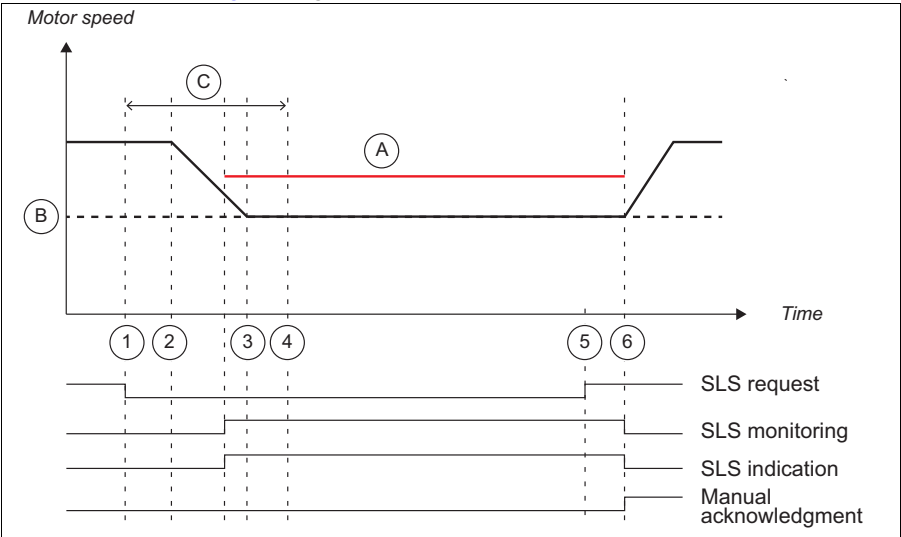 Motor speed
C
A
B
Time
1 2 3 4 5 6
SLS request
SLS monitoring
SLS indication
Manual
acknowledgment